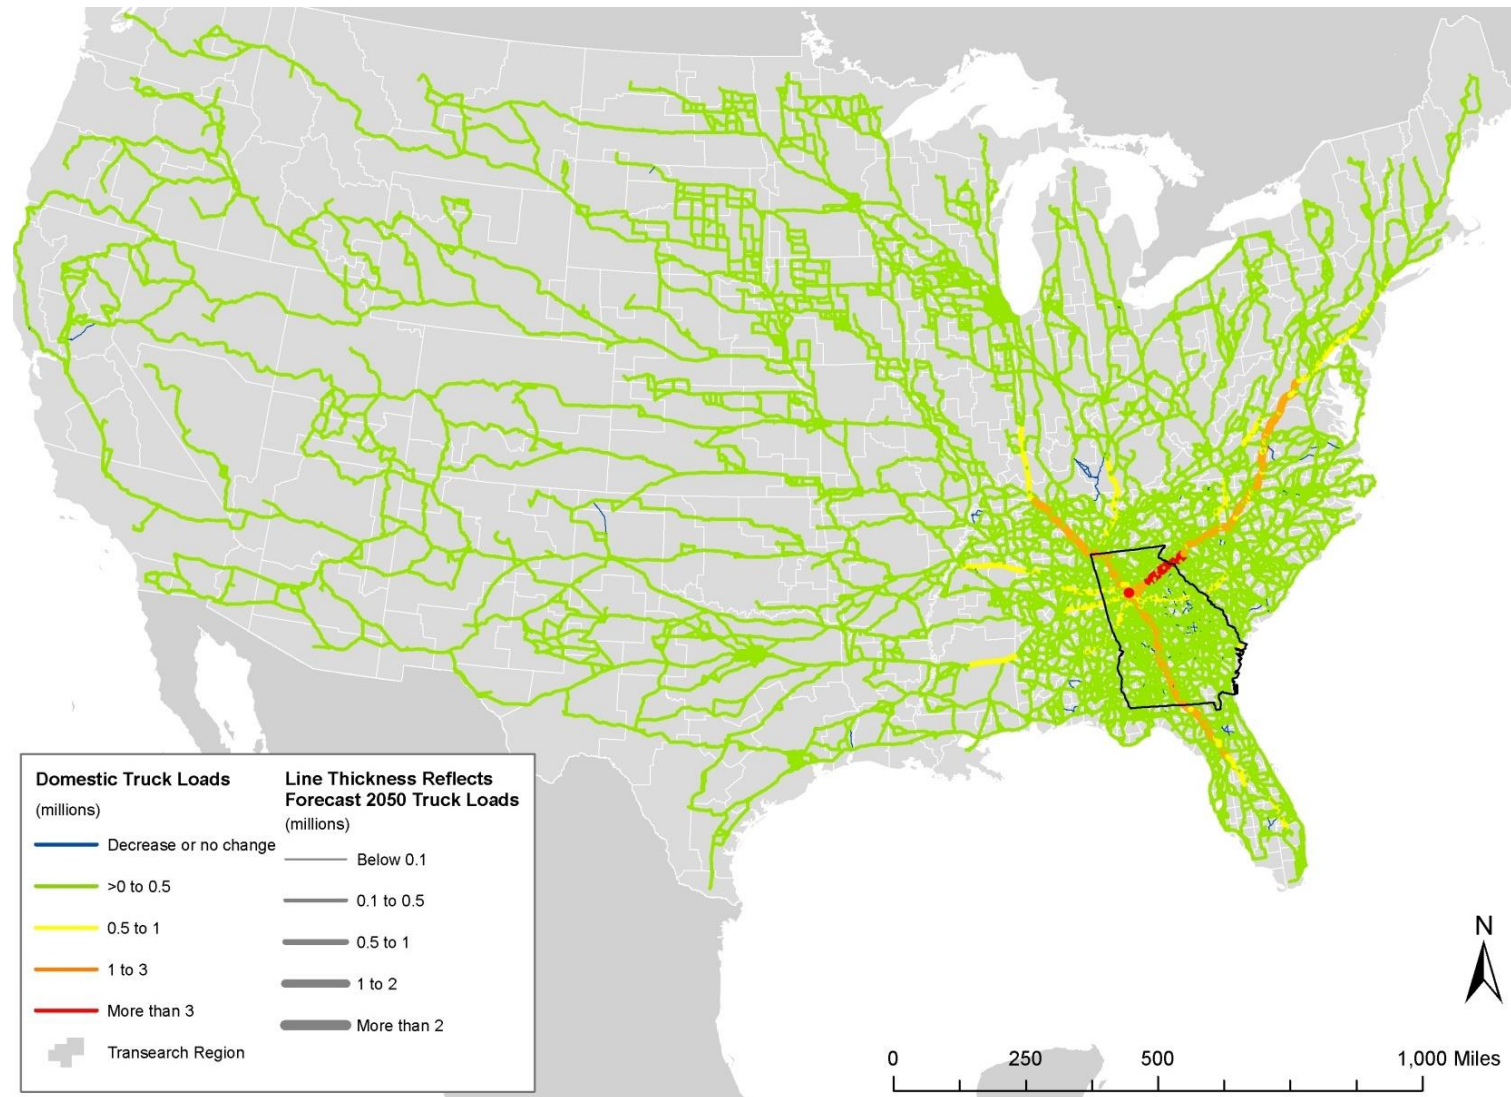 Domestic Truck Loads
(millions)
Decrease or no change
>0 to 0.5
0.5 to 1
1 to 3
More than 3
Transearch Region
Line Thickness Reflects
Forecast 2050 Truck Loads
(millions)
Below 0.1
0.1 to 0.5
0.5 to 1
1 to 2
More than 2
N
0 250 500 1,000 Miles